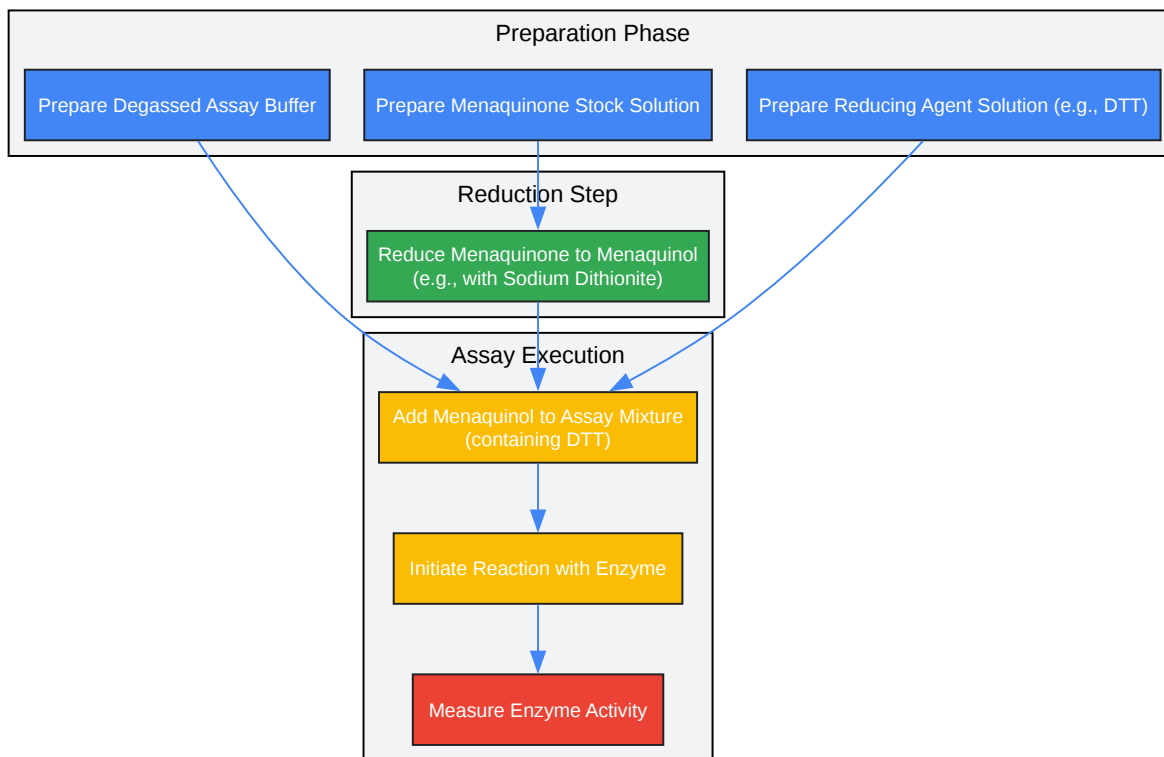 Preparation Phase
Prepare Degassed Assay Buffer
Prepare Menaquinone Stock Solution
Prepare Reducing Agent Solution (e.g., DTT)
Reduction Step
Reduce Menaquinone to Menaquinol
(e.g., with Sodium Dithionite)
Assay Execution
Add Menaquinol to Assay Mixture
(containing DTT)
Initiate Reaction with Enzyme
Measure Enzyme Activity